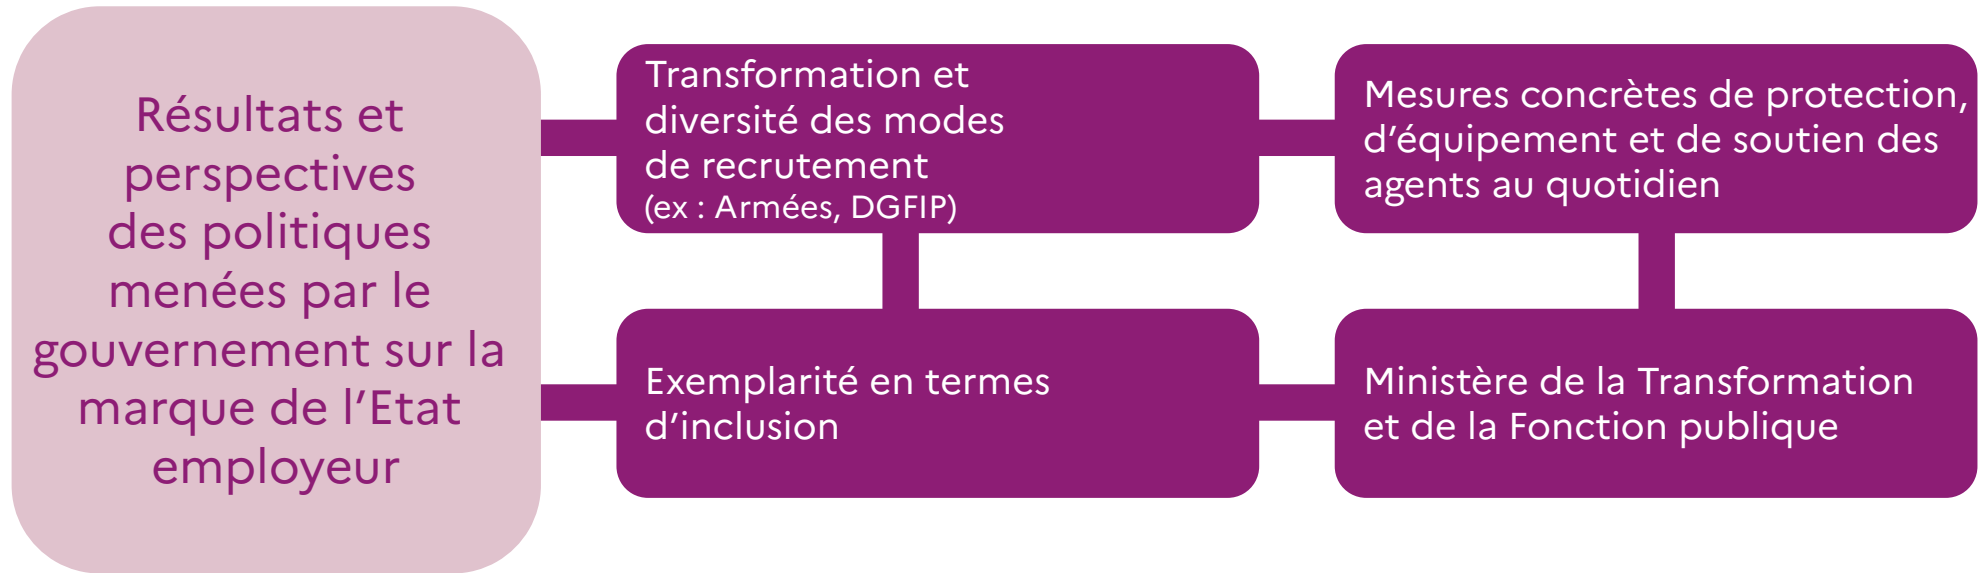 Résultats et
perspectives
des politiques
menées par le
gouvernement sur la
marque de l’Etat
employeur
Transformation et
diversité des modes
de recrutement
(ex : Armées, DGFIP)
Mesures concrètes de protection,
d’équipement et de soutien des
agents au quotidien
Exemplarité en termes
d’inclusion
Ministère de la Transformation
et de la Fonction publique